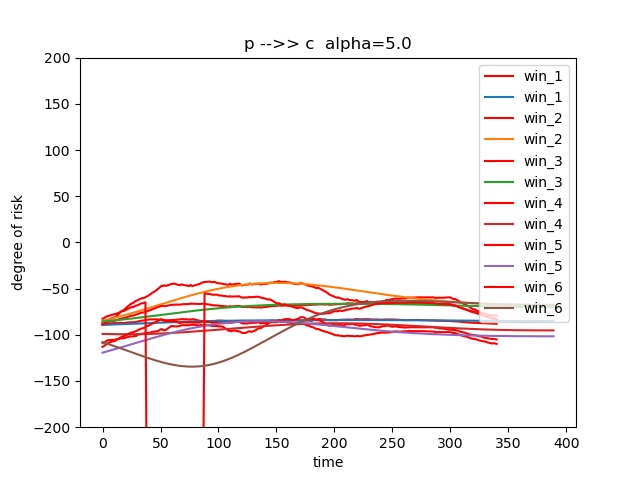 p -->> c  alpha=5.0
degree of risk
200
150
100
50
0
−50
−100
−150
−200
win_1
win_1
win_2
win_2
win_3
win_3
win_4
win_4
win_5
win_5
win_6
win_6
0
50
100
150
200
250
300
350
400
time